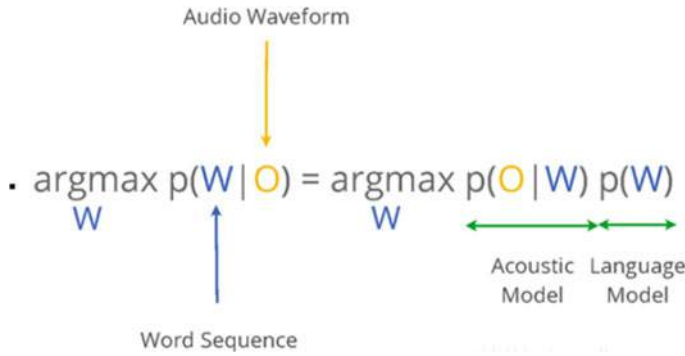 Audio Waveform
. argmax p(W|O) = argmax p(O|W) p(W)
W W
Acoustic Language
Model Model
Word Sequence